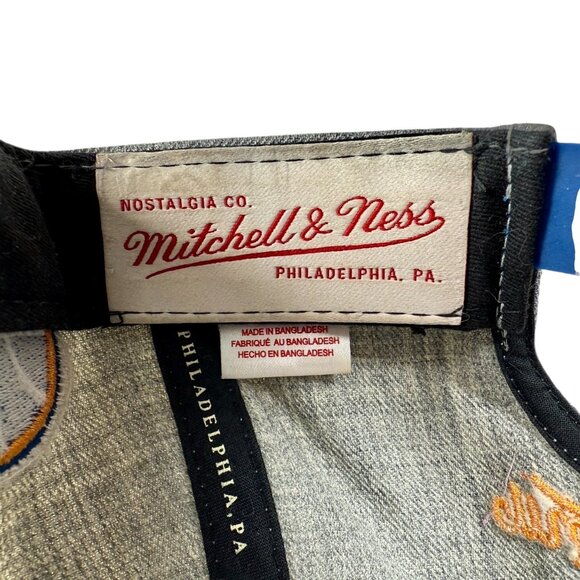 NOSTALGIA CO.
Mitchell & Ness
PHILADELPHIA, PA.
MADE IN BANGLADESH
FABRIQUÉ AU BANGLADESH
HECHO EN BANGLADESH
PHILADELPHIA, PA